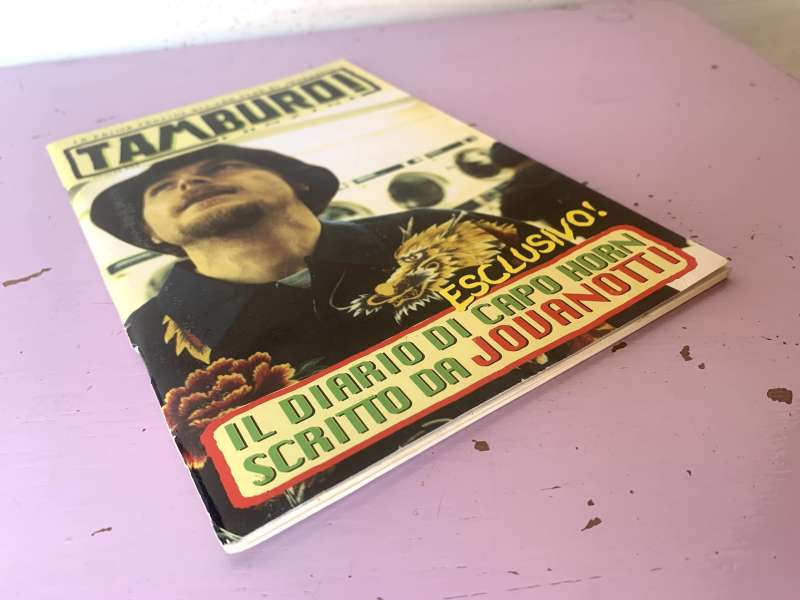 TAMBURO!
ESCLUSIVO!
IL DIARIO DI CAPO HORN
SCRITTO DA JOVANOTTI